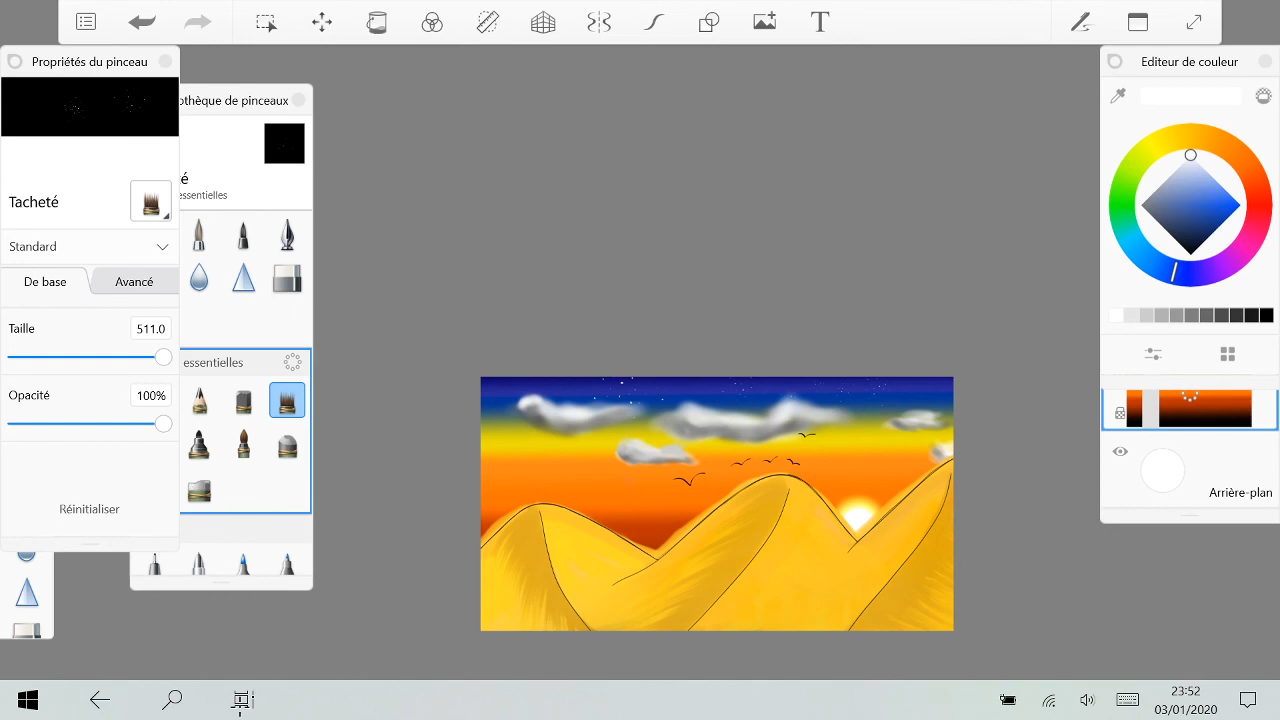 Propriétés du pinceau
othèque de pinceaux
Editeur de couleur
té
essentielles
Tacheté
Standard
De base
Avancé
Taille
511.0
essentielles
Opacité
100%
Réinitialiser
Arrière-plan
23:52
03/01/2020